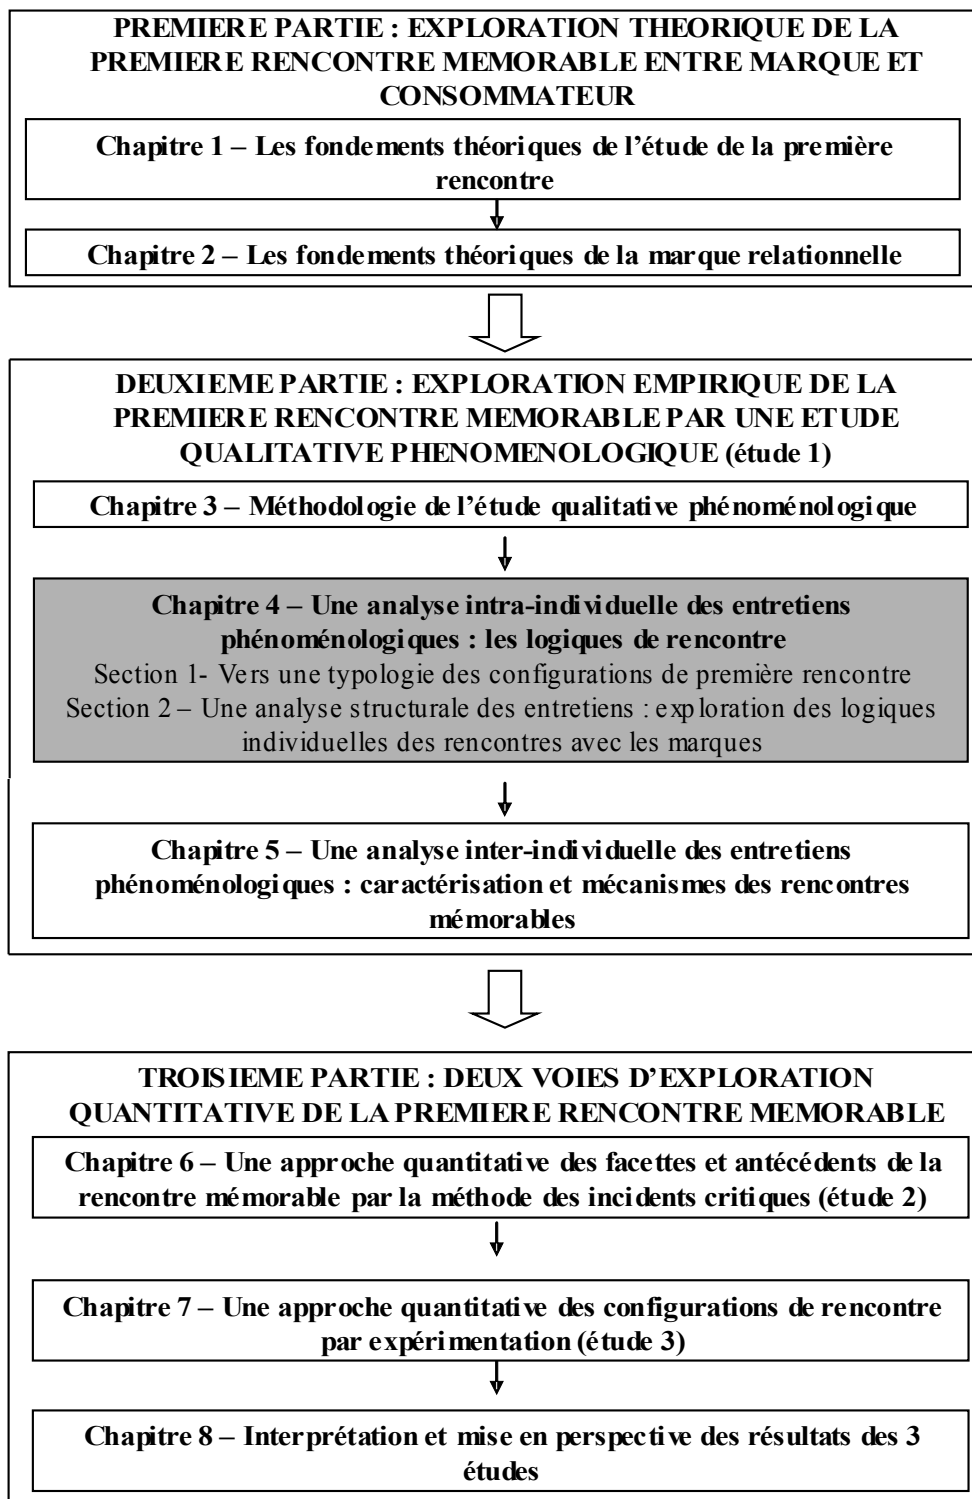 PREMIERE PARTIE : EXPLORATION THEORIQUE DE LA
PREMIERE RENCONTRE MEMORABLE ENTRE MARQUE ET
CONSOMMATEUR
Chapitre 1 – Les fondements théoriques de l’étude de la première
rencontre
Chapitre 2 – Les fondements théoriques de la marque relationnelle
DEUXIEME PARTIE : EXPLORATION EMPIRIQUE DE LA
PREMIERE RENCONTRE MEMORABLE PAR UNE ETUDE
QUALITATIVE PHENOMENOLOGIQUE (étude 1)
Chapitre 3 – Méthodologie de l’étude qualitative phénoménologique
Chapitre 4 – Une analyse intra-individuelle des entretiens
phénoménologiques : les logiques de rencontre
Section 1- Vers une typologie des configurations de première rencontre
Section 2 – Une analyse structurale des entretiens : exploration des logiques
individuelles des rencontres avec les marques
Chapitre 5 – Une analyse inter-individuelle des entretiens
phénoménologiques : caractérisation et mécanismes des rencontres
mémorables
TROISIEME PARTIE : DEUX VOIES D’EXPLORATION
QUANTITATIVE DE LA PREMIERE RENCONTRE MEMORABLE
Chapitre 6 – Une approche quantitative des facettes et antécédents de la
rencontre mémorable par la méthode des incidents critiques (étude 2)
Chapitre 7 – Une approche quantitative des configurations de rencontre
par expérimentation (étude 3)
Chapitre 8 – Interprétation et mise en perspective des résultats des 3
études